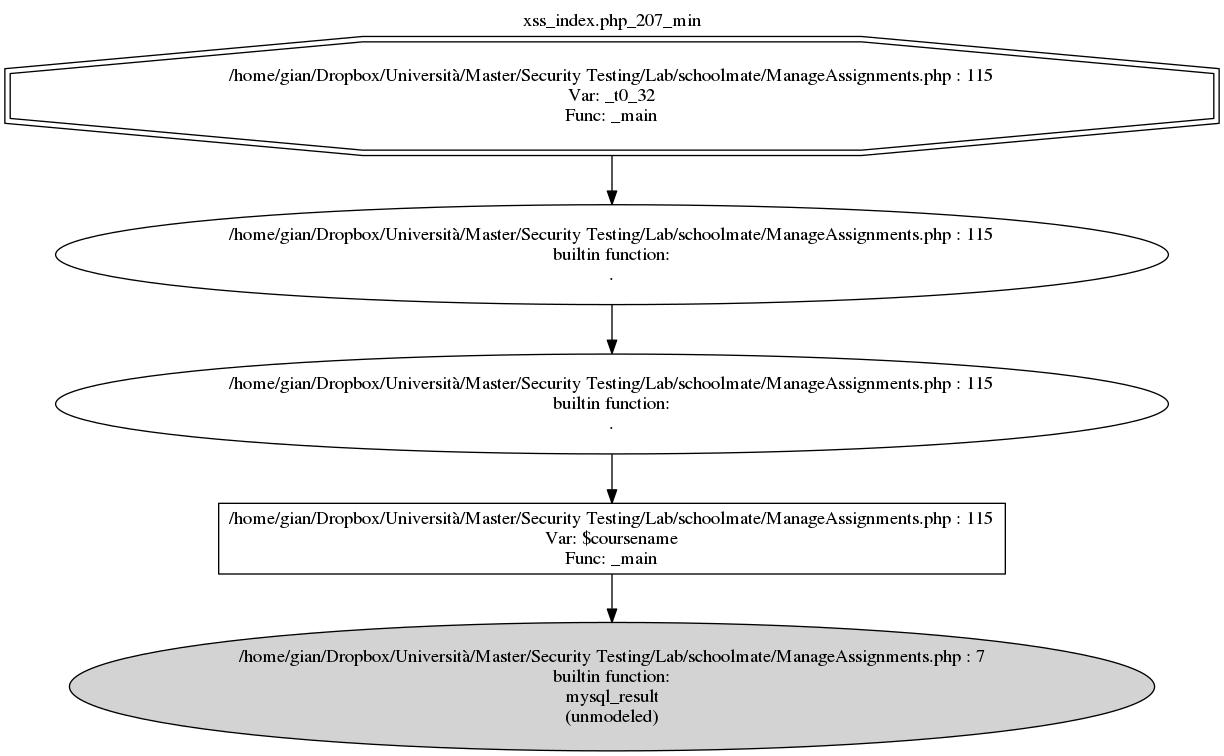 xss_index.php_207_min
/home/gian/Dropbox/Università/Master/Security Testing/Lab/schoolmate/ManageAssignments.php : 115
Var: _t0_32
Func: _main
/home/gian/Dropbox/Università/Master/Security Testing/Lab/schoolmate/ManageAssignments.php : 115
builtin function:
.
/home/gian/Dropbox/Università/Master/Security Testing/Lab/schoolmate/ManageAssignments.php : 115
builtin function:
.
/home/gian/Dropbox/Università/Master/Security Testing/Lab/schoolmate/ManageAssignments.php : 115
Var: $coursename
Func: _main
/home/gian/Dropbox/Università/Master/Security Testing/Lab/schoolmate/ManageAssignments.php : 7
builtin function:
mysql_result
(unmodeled)